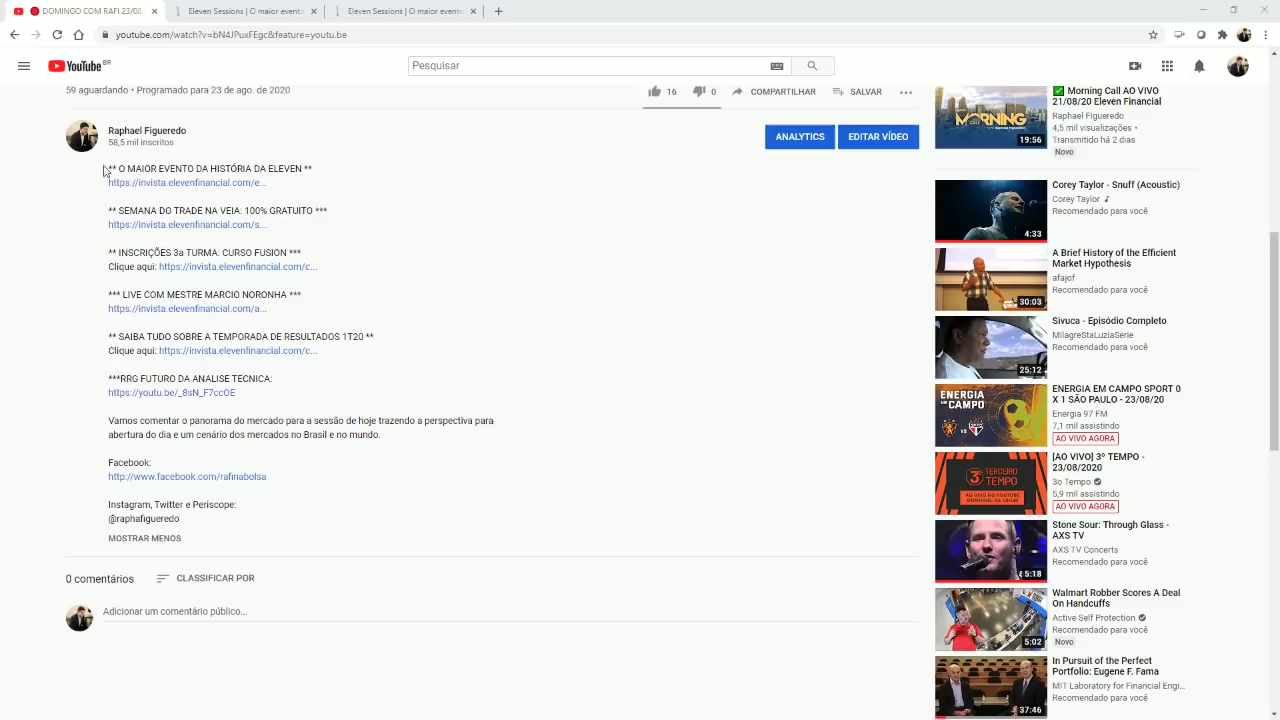 DOMINGO COM RAFI 23/08/
Eleven Sessions | O maior evento
Eleven Sessions | O maior evento
youtube.com/watch?v=bN4JPuxFEgc&feature=youtu.be
YouTube BR
Pesquisar
59 aguardando • Programado para 23 de ago. de 2020
16
0
COMPARTILHAR
SALVAR
Raphael Figueredo
58,5 mil inscritos
ANALYTICS
EDITAR VÍDEO
** O MAIOR EVENTO DA HISTÓRIA DA ELEVEN **
https://invista.elevenfinancial.com/e...
** SEMANA DO TRADE NA VEIA: 100% GRATUITO ***
https://invista.elevenfinancial.com/s...
** INSCRIÇÕES 3a TURMA: CURSO FUSION ***
Clique aqui: https://invista.elevenfinancial.com/c...
*** LIVE COM MESTRE MARCIO NORONHA ***
https://invista.elevenfinancial.com/a...
** SAIBA TUDO SOBRE A TEMPORADA DE RESULTADOS 1T20 **
Clique aqui: https://invista.elevenfinancial.com/c...
***RRG FUTURO DA ANALISE TECNICA:
https://youtu.be/_8sN_F7ccOE
Vamos comentar o panorama do mercado para a sessão de hoje trazendo a perspectiva para
abertura do dia e um cenário dos mercados no Brasil e no mundo.
Facebook:
http://www.facebook.com/rafinabolsa
Instagram, Twitter e Periscope:
@raphafigueredo
MOSTRAR MENOS
0 comentários
CLASSIFICAR POR
Adicionar um comentário público...
MORNING
CALL
19:56
Morning Call AO VIVO
21/08/20 Eleven Financial
Raphael Figueredo
4,5 mil visualizações •
Transmitido há 2 dias
Novo
4:33
Corey Taylor - Snuff (Acoustic)
Corey Taylor
Recomendado para você
30:03
A Brief History of the Efficient
Market Hypothesis
afajof
Recomendado para você
25:12
Sivuca - Episódio Completo
MilagreStaLuziaSerie
Recomendado para você
ENERGIA
EM CAMPO
VS
ENERGIA EM CAMPO SPORT 0
X 1 SÃO PAULO - 23/08/20
Energia 97 FM
7,1 mil assistindo
AO VIVO AGORA
3º TERCEIRO
TEMPO
AO VIVO NO YOUTUBE
[AO VIVO] 3º TEMPO -
23/08/2020
3o Tempo
5,9 mil assistindo
AO VIVO AGORA
5:18
Stone Sour: Through Glass -
AXS TV
AXS TV Concerts
Recomendado para você
5:02
Walmart Robber Scores A Deal
On Handcuffs
Active Self Protection
Recomendado para você
Novo
37:46
In Pursuit of the Perfect
Portfolio: Eugene F. Fama
MIT Laboratory for Financial Engi...
Recomendado para você